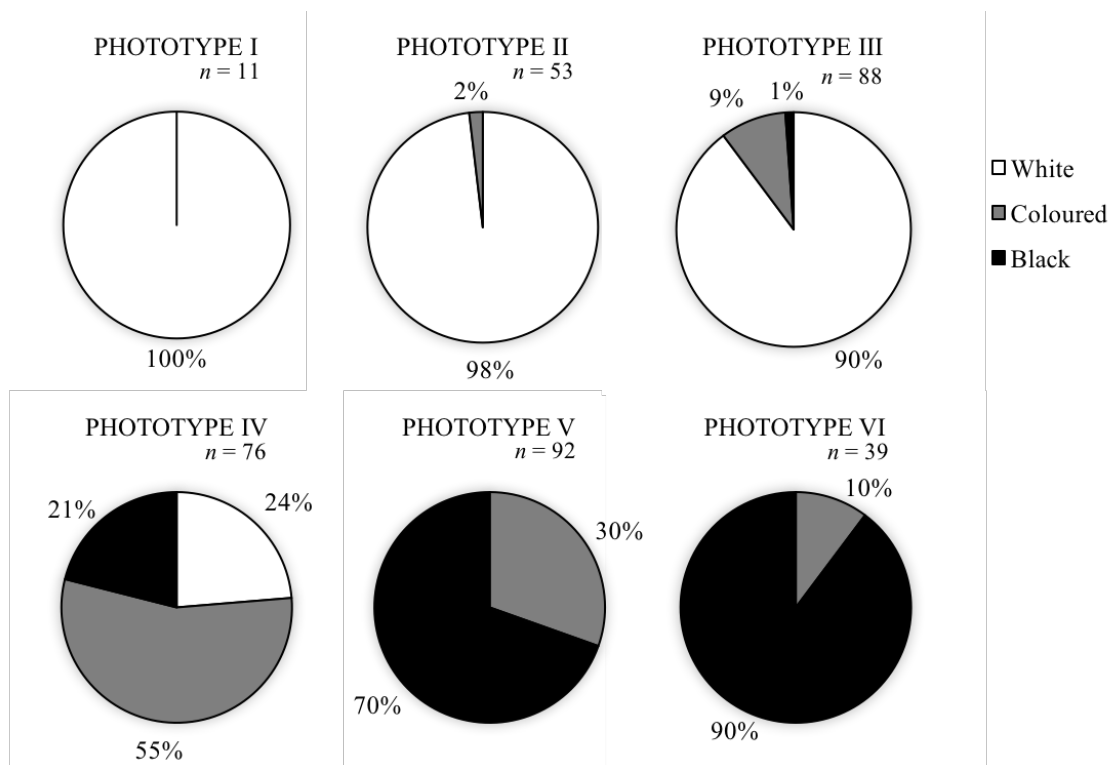 PHOTOTYPE I
n = 11
100%
PHOTOTYPE II
n = 53
2%
98%
PHOTOTYPE III
n = 88
9%
1%
90%
White
Coloured
Black
PHOTOTYPE IV
n = 76
21%
24%
55%
PHOTOTYPE V
n = 92
30%
70%
PHOTOTYPE VI
n = 39
10%
90%